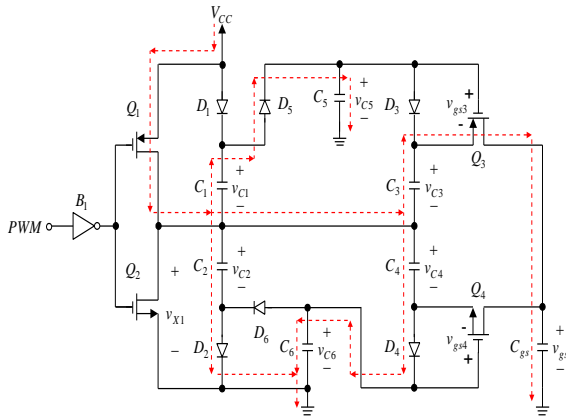 V_CC
Q_1
D_1
D_5
C_5
+
v_C5
−
D_3
v_gs3
+
-
Q_3
C_1
+
v_C1
−
C_3
+
v_C3
−
PWM
B_1
Q_2
+
v_X1
−
C_2
+
v_C2
−
C_4
+
v_C4
−
Q_4
D_6
D_2
C_6
+
v_C6
−
D_4
-
v_gs4
+
C_gs
+
v_gs
−